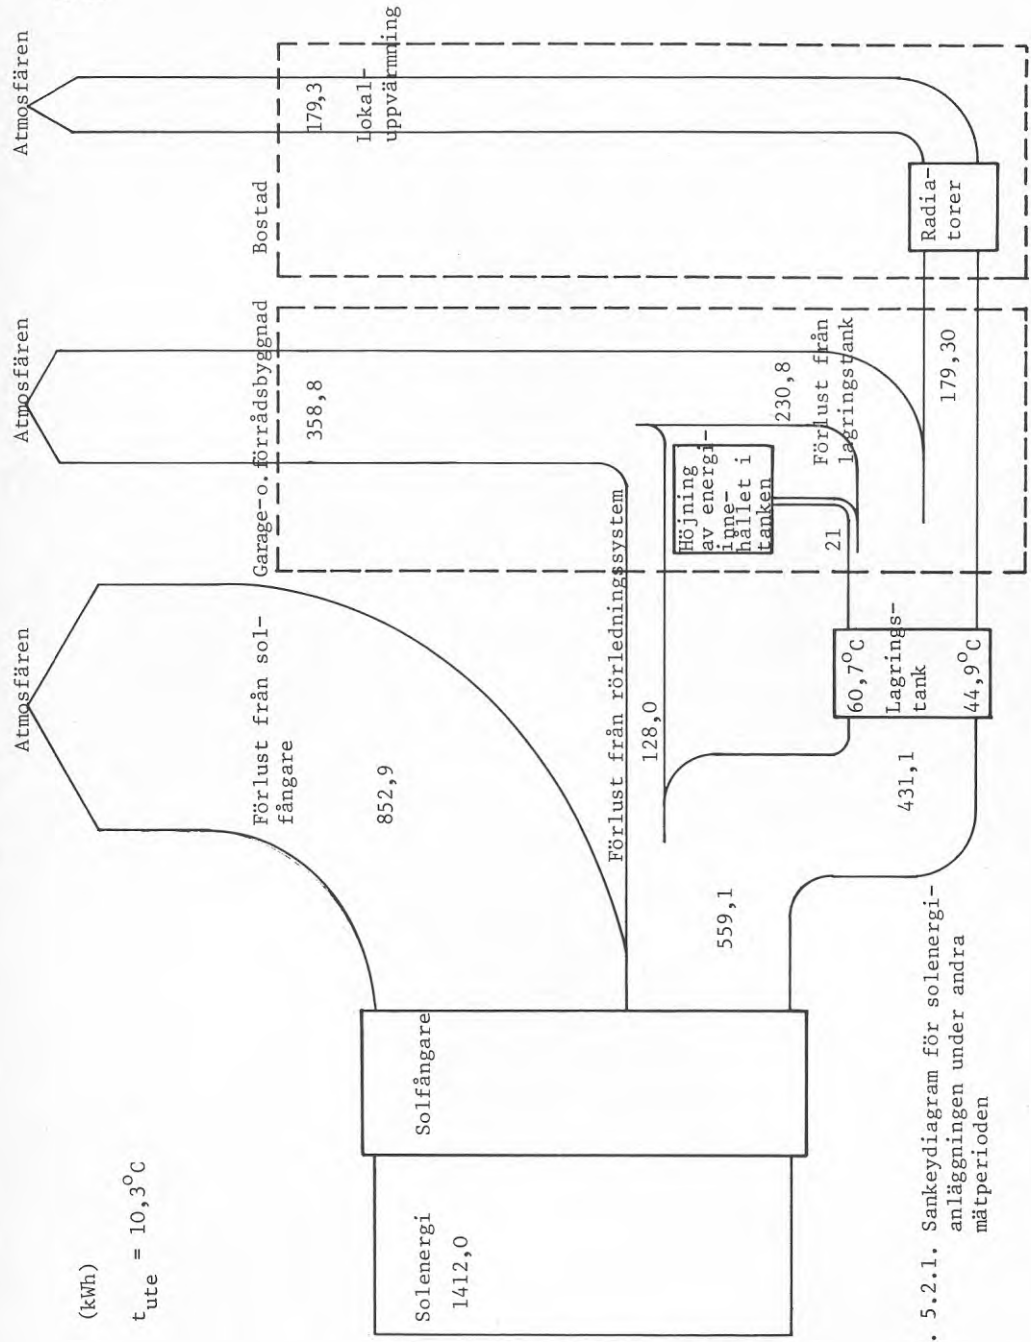 (kWh)
tute = 10,3°C
Solenergi
1412,0
Solfångare
Atmosfären
Förlust från sol-
fångare
852,9
Atmosfären
Garage-o.förrådsbyggnad
358,8
Förlust från rörledningssystem
128,0
559,1
Höjning
av energi-
inne-
hållet i
tanken
21
230,8
Förlust från
lagringstank
60,7°C
Lagrings-
tank
44,9°C
431,1
179,30
Atmosfären
Bostad
179,3
Lokal-
uppvärmning
Radia-
torer
. 5.2.1. Sankeydiagram för solenergi-
anläggningen under andra
mätperioden